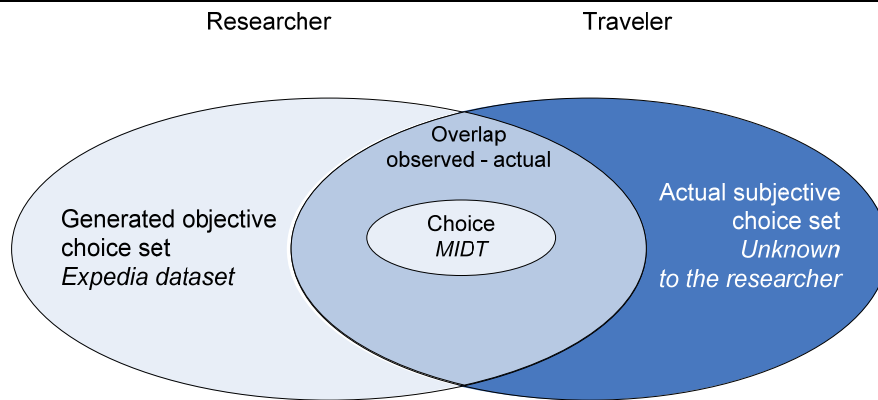 Researcher
Traveler
Overlap
observed - actual
Generated objective
choice set
Expedia dataset
Choice
MIDT
Actual subjective
choice set
Unknown
to the researcher